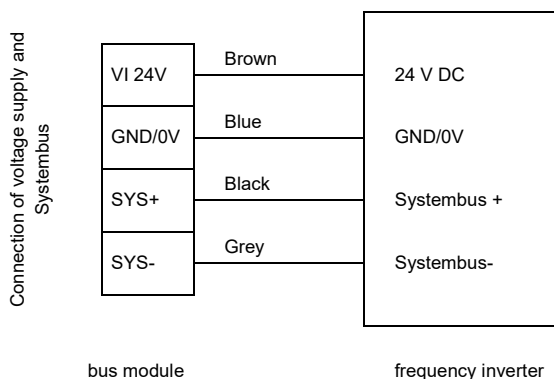 Connection of voltage supply and
Systembus
VI 24V
Brown
24 V DC
GND/0V
Blue
GND/0V
SYS+
Black
Systembus +
SYS-
Grey
Systembus-
bus module
frequency inverter